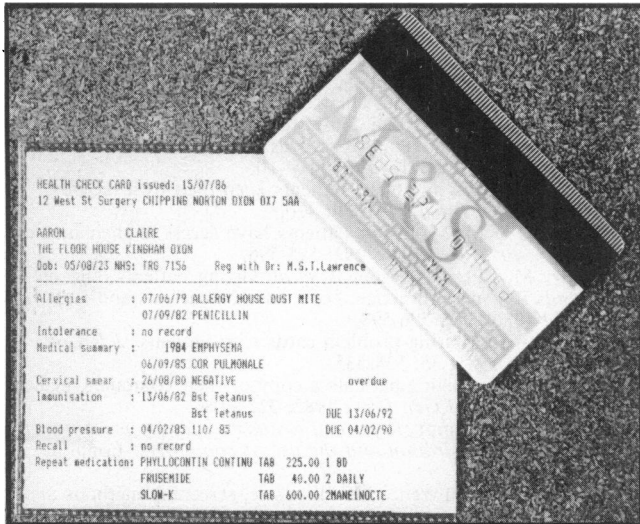 HEALTH CHECK CARD issued: 15/07/86
12 West St Surgery CHIPPING NORTON OXON OX7 5AA
AARON CLAIRE
THE FLOOR HOUSE KINGHAM OXON
Dob: 05/08/23 NHS: TRG 7156 Reg with Dr: M.S.T.Lawrence
Allergies : 07/06/79 ALLERGY HOUSE DUST MITE
07/09/82 PENICILLIN
Intolerance : no record
Medical summary : 1984 EMPHYSEMA
06/09/85 COR PULMONALE
Cervical smear : 26/08/80 NEGATIVE overdue
Immunisation : 13/06/82 Bst Tetanus
Bst Tetanus DUE 13/06/92
Blood pressure : 04/02/85 110/ 85 DUE 04/02/90
Recall : no record
Repeat medication: PHYLLOCONTIN CONTINU TAB 225.00 1 BD
FRUSEMIDE TAB 40.00 2 DAILY
SLOW-K TAB 600.00 2MANE1NOCTE
M&S